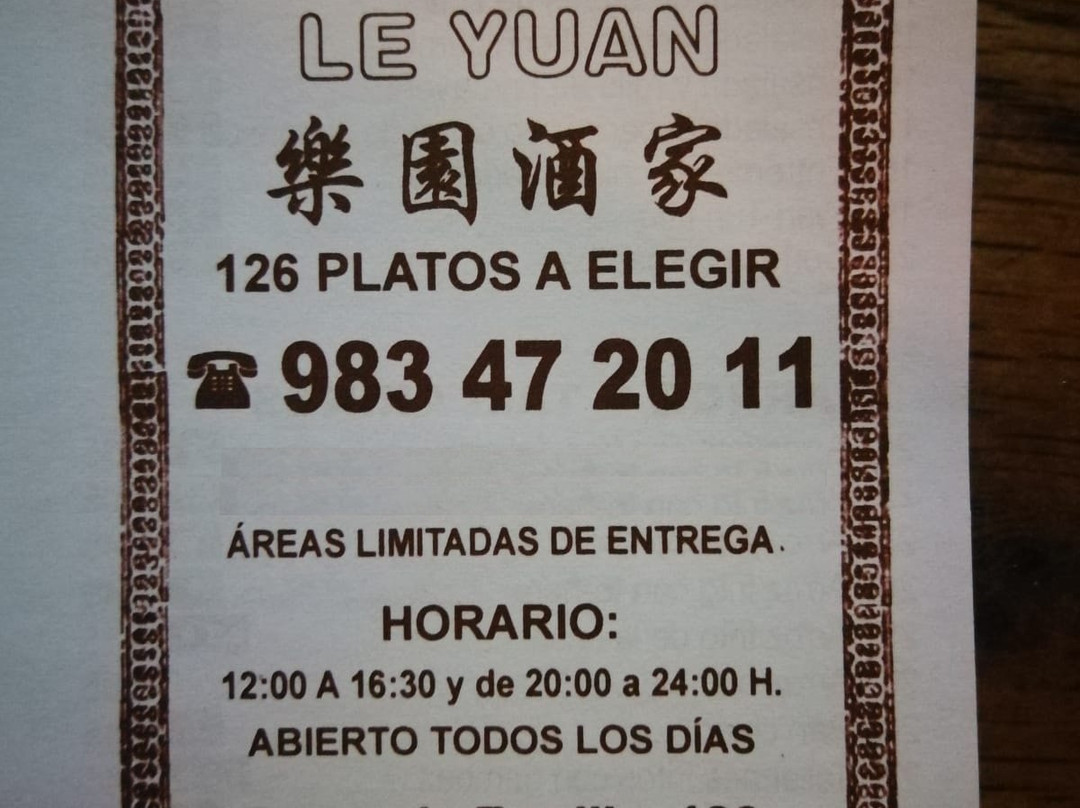 LE YUAN
樂園酒家
126 PLATOS A ELEGIR
☎ 983 47 20 11
ÁREAS LIMITADAS DE ENTREGA.
HORARIO:
12:00 A 16:30 y de 20:00 a 24:00 H.
ABIERTO TODOS LOS DÍAS